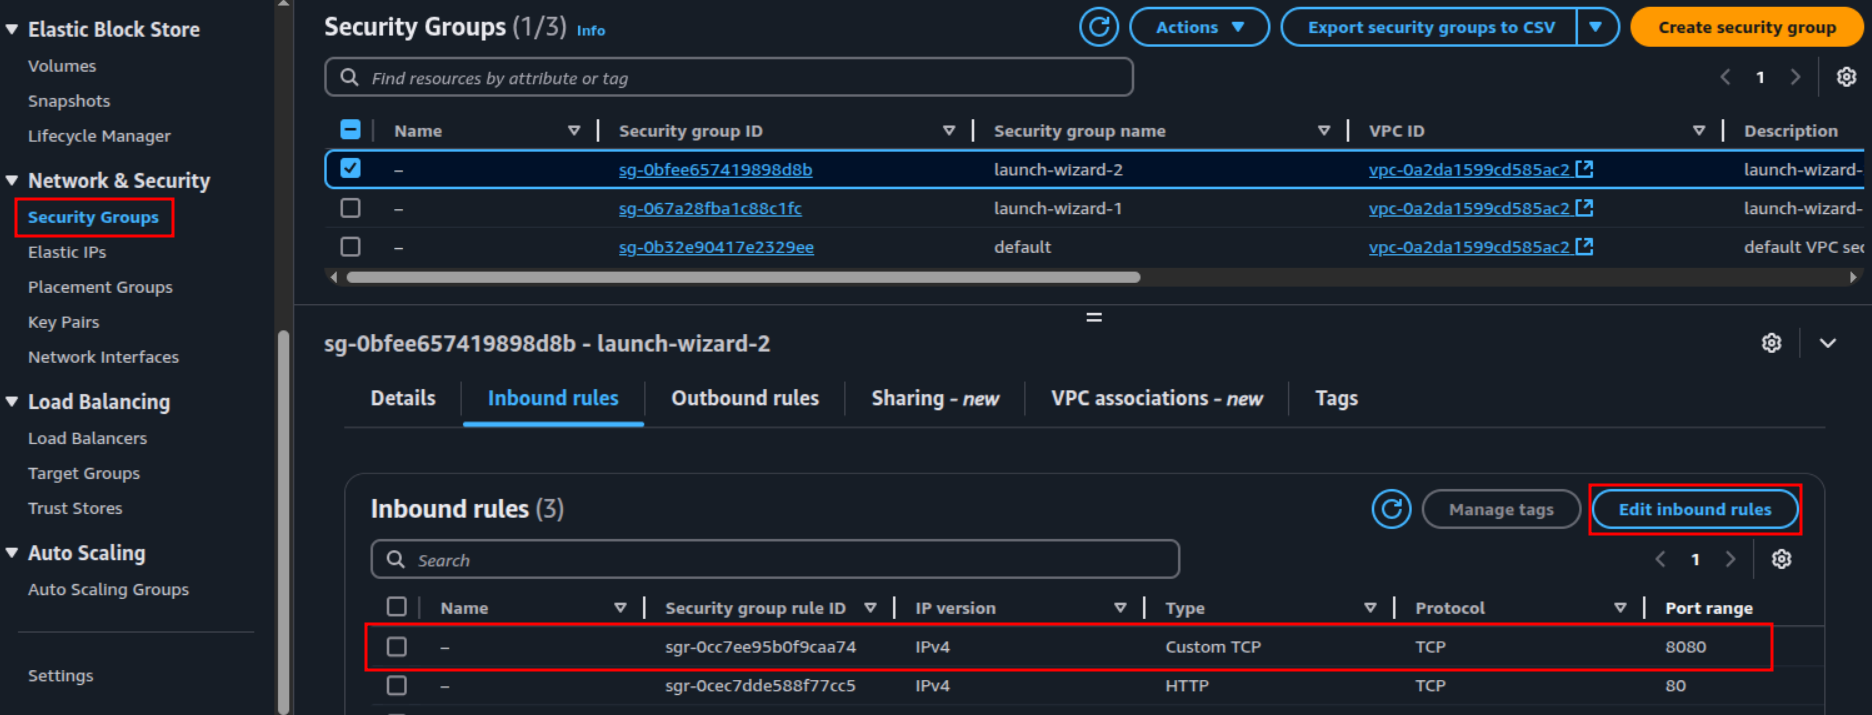 Elastic Block Store
Volumes
Snapshots
Lifecycle Manager
Network & Security
Security Groups
Elastic IPs
Placement Groups
Key Pairs
Network Interfaces
Load Balancing
Load Balancers
Target Groups
Trust Stores
Auto Scaling
Auto Scaling Groups
Settings
Security Groups (1/3) Info
Actions
Export security groups to CSV
Create security group
Find resources by attribute or tag
1
Name Security group ID Security group name VPC ID Description
– sg-0bfee657419898d8b launch-wizard-2 vpc-0a2da1599cd585ac2 launch-wizard-
– sg-067a28fba1c88c1fc launch-wizard-1 vpc-0a2da1599cd585ac2 launch-wizard-
– sg-0b32e90417e2329ee default vpc-0a2da1599cd585ac2 default VPC sec
sg-0bfee657419898d8b - launch-wizard-2
Details Inbound rules Outbound rules Sharing - new VPC associations - new Tags
Inbound rules (3)
Manage tags
Edit inbound rules
Search
1
Name Security group rule ID IP version Type Protocol Port range
– sgr-0cc7ee95b0f9caa74 IPv4 Custom TCP TCP 8080
– sgr-0cec7dde588f77cc5 IPv4 HTTP TCP 80